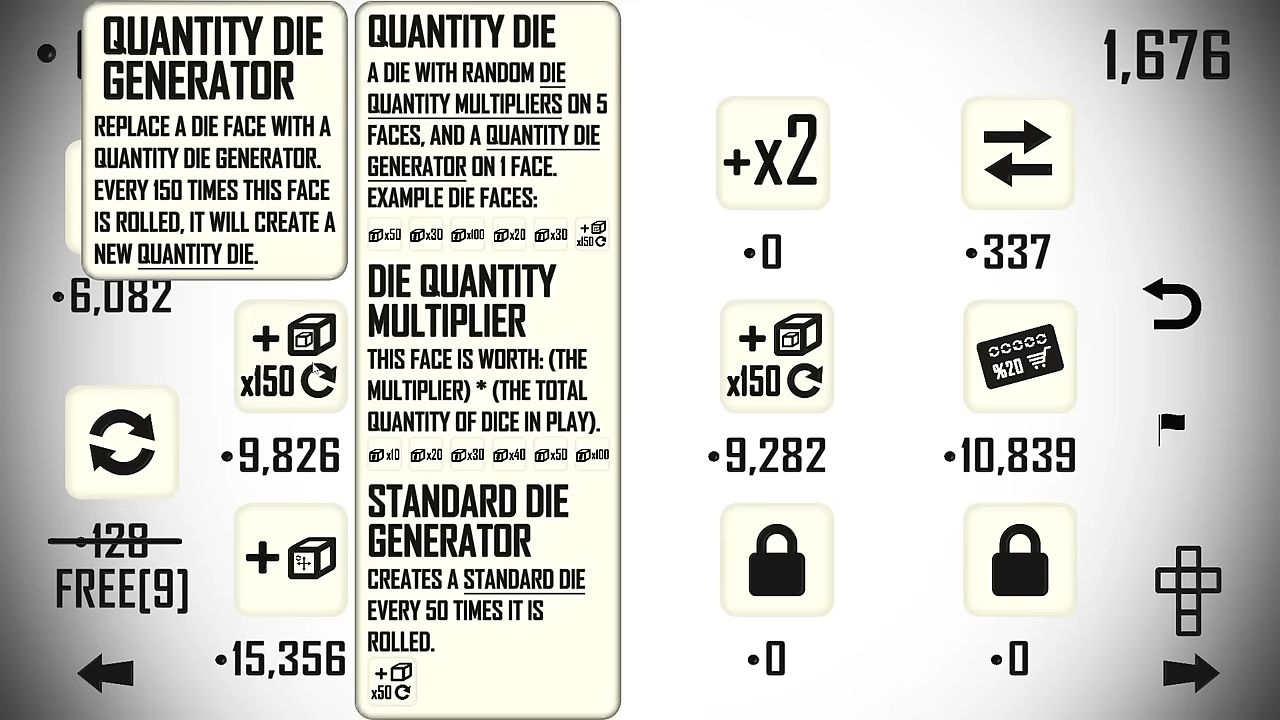 QUANTITY DIE
GENERATOR
REPLACE A DIE FACE WITH A
QUANTITY DIE GENERATOR.
EVERY 150 TIMES THIS FACE
IS ROLLED, IT WILL CREATE A
NEW QUANTITY DIE.
6,082
128
FREE[9]
x150
9,826
15,356
QUANTITY DIE
A DIE WITH RANDOM DIE
QUANTITY MULTIPLIERS ON 5
FACES, AND A QUANTITY DIE
GENERATOR ON 1 FACE.
EXAMPLE DIE FACES:
x50 x30 x100 x20 x30 + x150
DIE QUANTITY
MULTIPLIER
THIS FACE IS WORTH: (THE
MULTIPLIER) * (THE TOTAL
QUANTITY OF DICE IN PLAY).
x10 x20 x30 x40 x50 x100
STANDARD DIE
GENERATOR
CREATES A STANDARD DIE
EVERY 50 TIMES IT IS
ROLLED.
+
x50
1,676
+x2
0
337
+
x150
%20
9,282
10,839
0
0